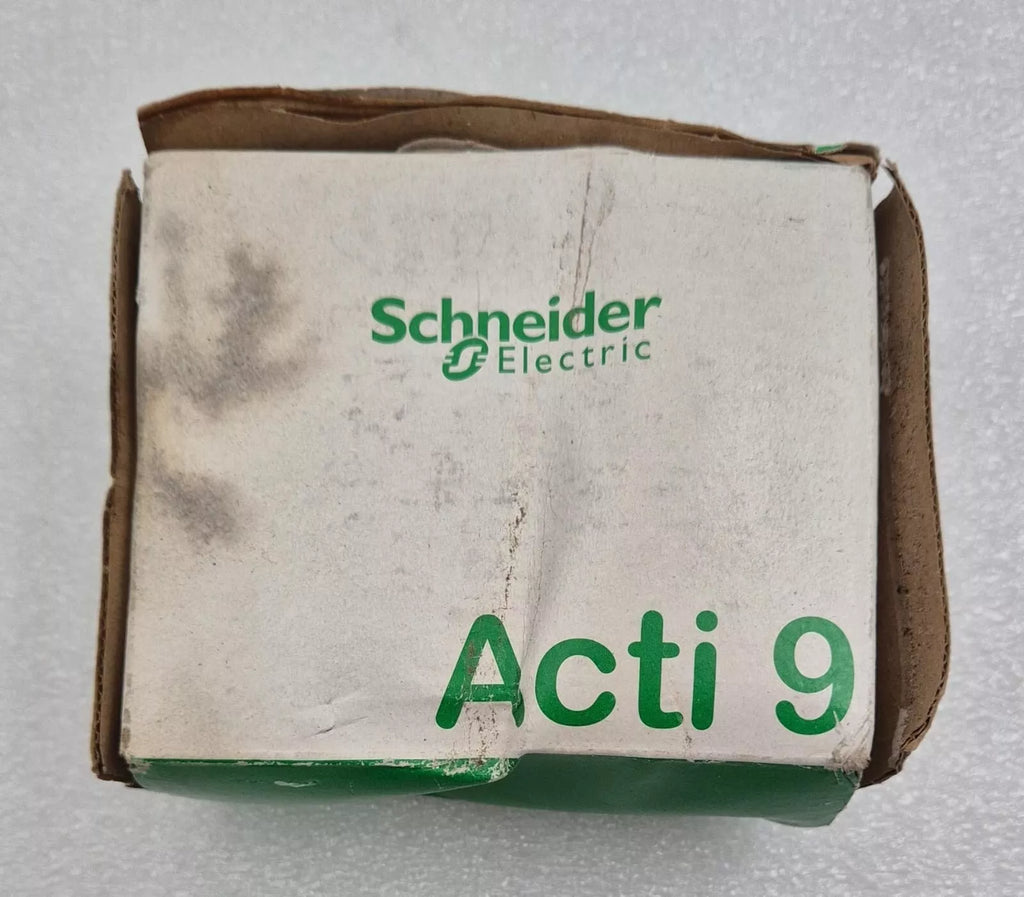 Schneider
Electric
Acti 9